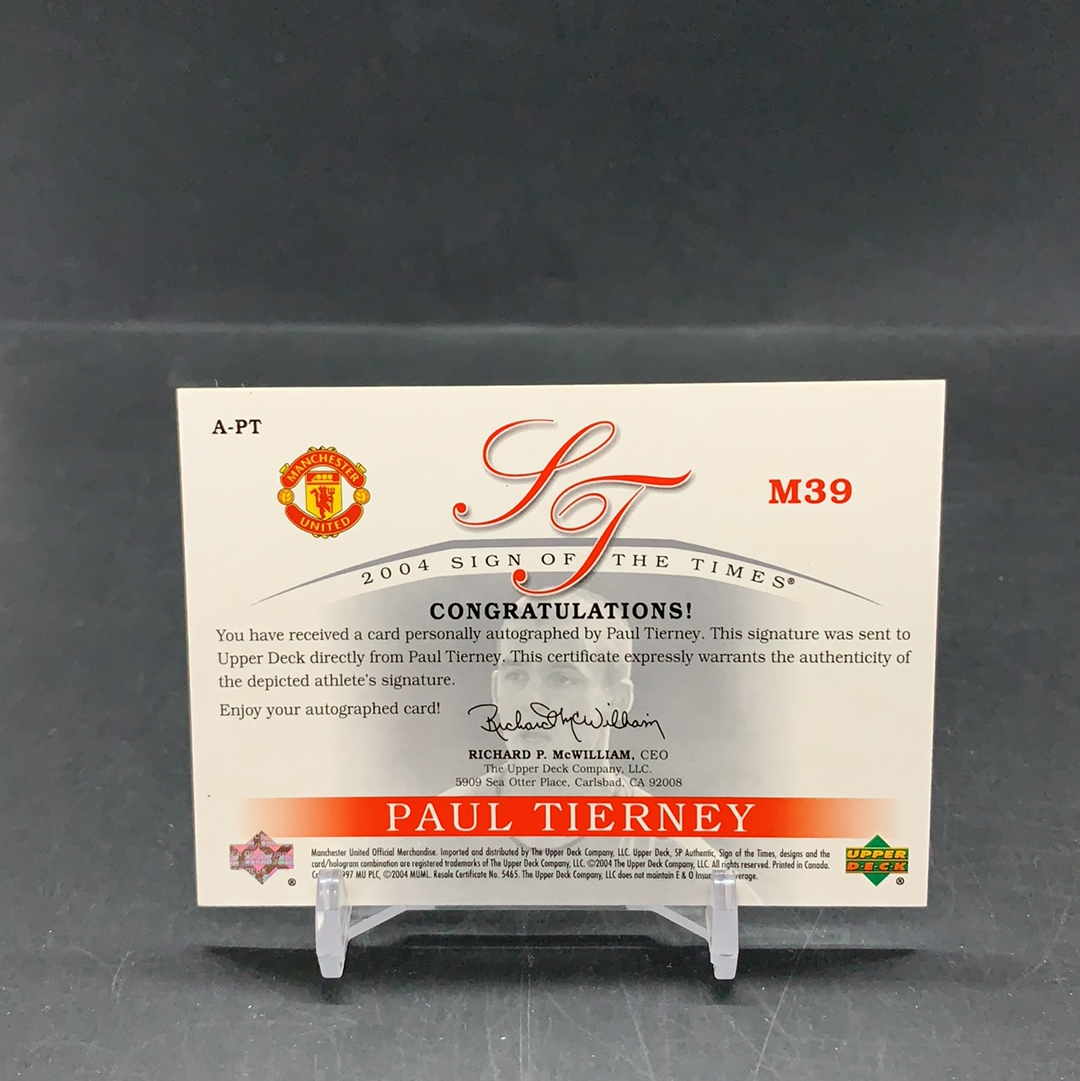 A-PT
MANCHESTER
UNITED
ST
M39
2004 SIGN OF THE TIMES®
CONGRATULATIONS!
You have received a card personally autographed by Paul Tierney. This signature was sent to
Upper Deck directly from Paul Tierney. This certificate expressly warrants the authenticity of
the depicted athlete's signature.
Enjoy your autographed card!
Richard P. McWilliam
RICHARD P. McWILLIAM, CEO
The Upper Deck Company, LLC.
5909 Sea Otter Place, Carlsbad, CA 92008
PAUL TIERNEY
Manchester United Official Merchandise. Imported and distributed by The Upper Deck Company, LLC. Upper Deck, SP Authentic, Sign of the Times, designs and the
card/hologram combination are registered trademarks of The Upper Deck Company, LLC. ©2004 The Upper Deck Company, LLC. All rights reserved. Printed in Canada.
97 MU PLC, ©2004 MUML. Resale Certificate No. 5465. The Upper Deck Company, LLC does not maintain E & O
®
UPPER
DECK
®